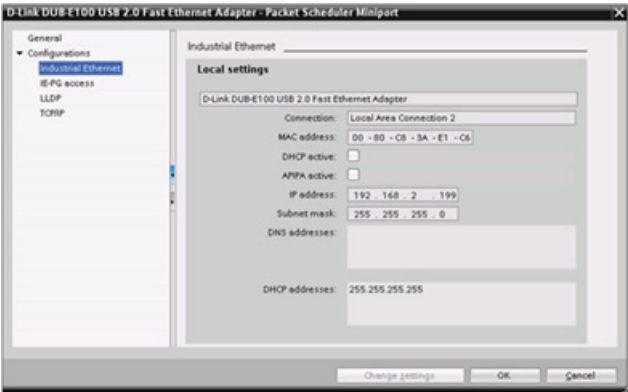 D-Link DUB-E100 USB 2.0 Fast Ethernet Adapter - Packet Scheduler Miniport
General
Configurations
Industrial Ethernet
IE-PG access
LLDP
TCP/IP
Industrial Ethernet
Local settings
D-Link DUB-E100 USB 2.0 Fast Ethernet Adapter
Connection: Local Area Connection 2
MAC address: 00 - 80 - C8 - 3A - E1 - C6
DHCP active:
APIPA active:
IP address: 192 . 168 . 2 . 199
Subnet mask: 255 . 255 . 255 . 0
DNS addresses:
DHCP addresses: 255.255.255.255
Change settings OK Cancel